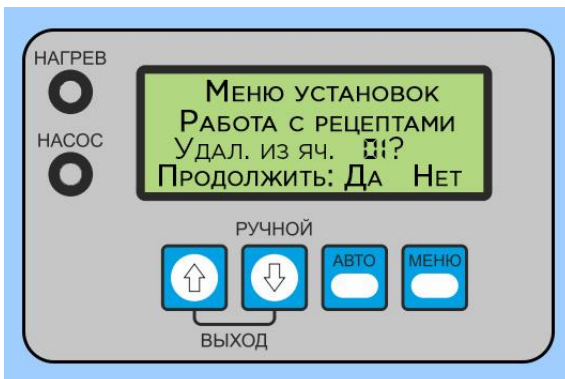 НАГРЕВ
НАСОС
Меню установок
Работа с рецептами
Удал. из яч. 01?
Продолжить: Да Нет
РУЧНОЙ
АВТО
МЕНЮ
ВЫХОД